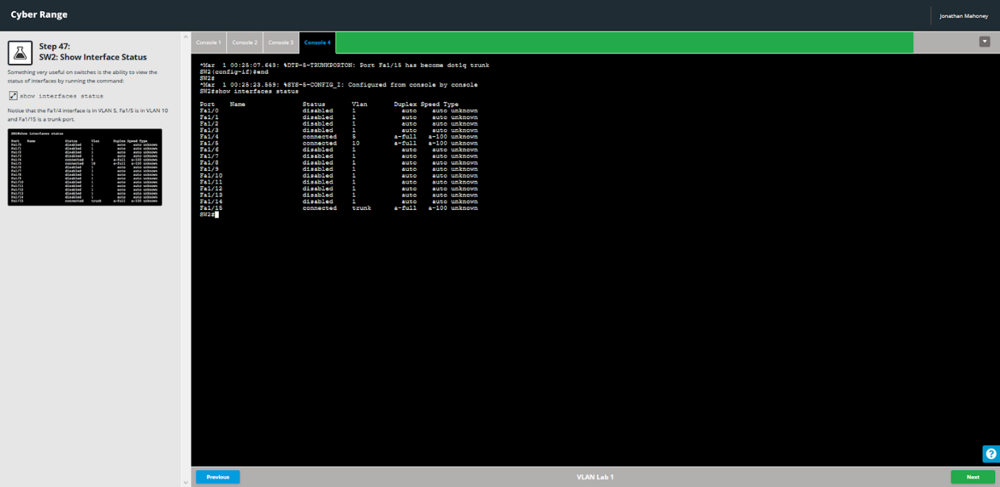 Cyber Range
Jonathan Mahoney
Step 47:
SW2: Show Interface Status
Something very useful on switches is the ability to view the
status of interfaces by running the command:
show interfaces status
Notice that the Fa1/4 interface is in VLAN 5, Fa1/5 is in VLAN 10
and Fa1/15 is a trunk port.
SW2#show interfaces status
Port Name Status Vlan Duplex Speed Type
Fa1/0 disabled 1 auto auto unknown
Fa1/1 disabled 1 auto auto unknown
Fa1/2 disabled 1 auto auto unknown
Fa1/3 disabled 1 auto auto unknown
Fa1/4 connected 5 a-full a-100 unknown
Fa1/5 connected 10 a-full a-100 unknown
Fa1/6 disabled 1 auto auto unknown
Fa1/7 disabled 1 auto auto unknown
Fa1/8 disabled 1 auto auto unknown
Fa1/9 disabled 1 auto auto unknown
Fa1/10 disabled 1 auto auto unknown
Fa1/11 disabled 1 auto auto unknown
Fa1/12 disabled 1 auto auto unknown
Fa1/13 disabled 1 auto auto unknown
Fa1/14 disabled 1 auto auto unknown
Fa1/15 connected trunk a-full a-100 unknown
Console 1 Console 2 Console 3 Console 4
*Mar 1 00:25:07.643: %DTP-5-TRUNKPORTON: Port Fa1/15 has become dot1q trunk
SW2(config-if)#end
SW2#
*Mar 1 00:25:23.559: %SYS-5-CONFIG_I: Configured from console by console
SW2#show interfaces status
Port Name Status Vlan Duplex Speed Type
Fa1/0 disabled 1 auto auto unknown
Fa1/1 disabled 1 auto auto unknown
Fa1/2 disabled 1 auto auto unknown
Fa1/3 disabled 1 auto auto unknown
Fa1/4 connected 5 a-full a-100 unknown
Fa1/5 connected 10 a-full a-100 unknown
Fa1/6 disabled 1 auto auto unknown
Fa1/7 disabled 1 auto auto unknown
Fa1/8 disabled 1 auto auto unknown
Fa1/9 disabled 1 auto auto unknown
Fa1/10 disabled 1 auto auto unknown
Fa1/11 disabled 1 auto auto unknown
Fa1/12 disabled 1 auto auto unknown
Fa1/13 disabled 1 auto auto unknown
Fa1/14 disabled 1 auto auto unknown
Fa1/15 connected trunk a-full a-100 unknown
SW2#
?
Previous
VLAN Lab 1
Next